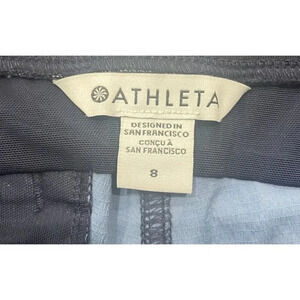 ATHLETA
DESIGNED IN
SAN FRANCISCO
CONÇU À
SAN FRANCISCO
8